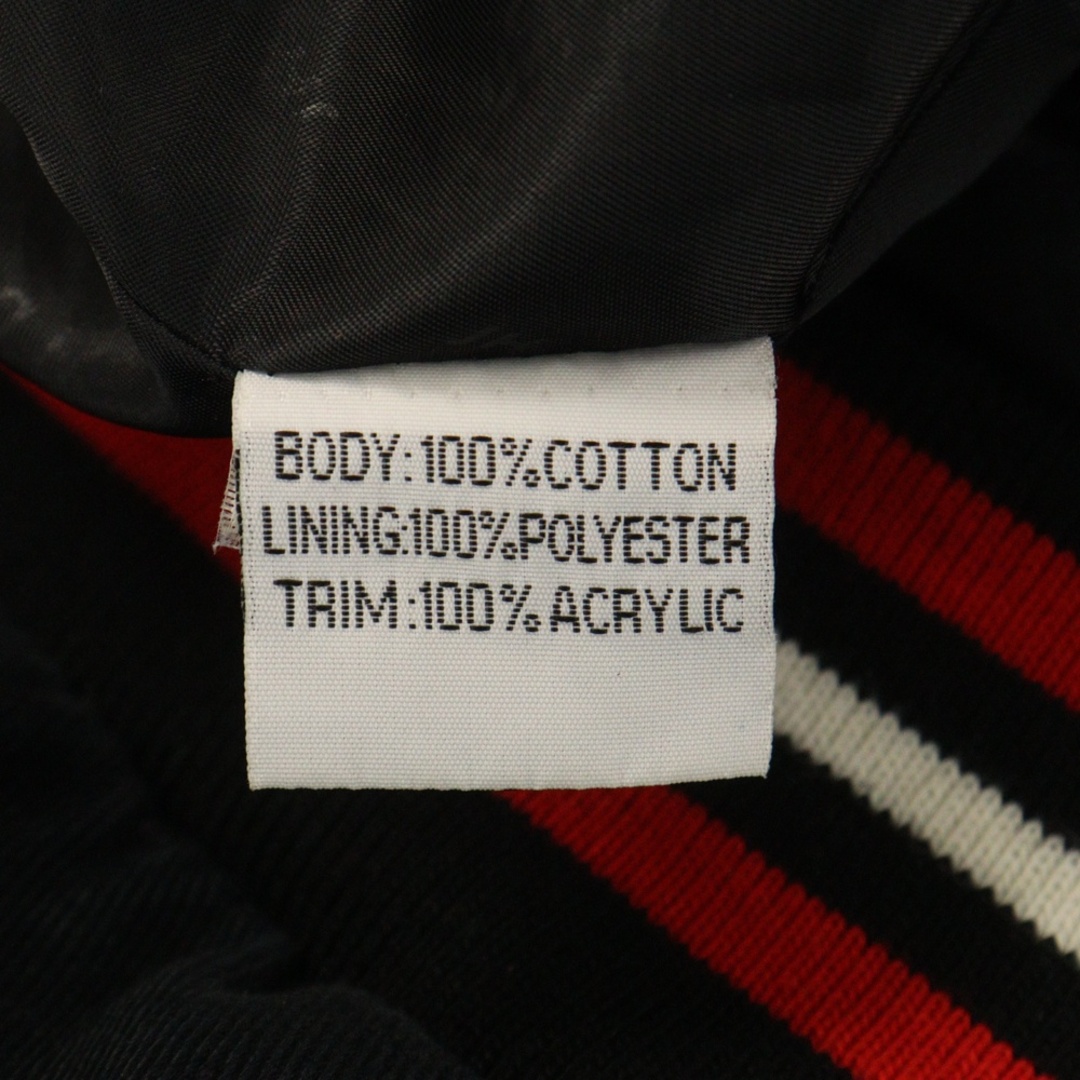 BODY:100%COTTON
LINING:100%POLYESTER
TRIM:100%ACRYLIC